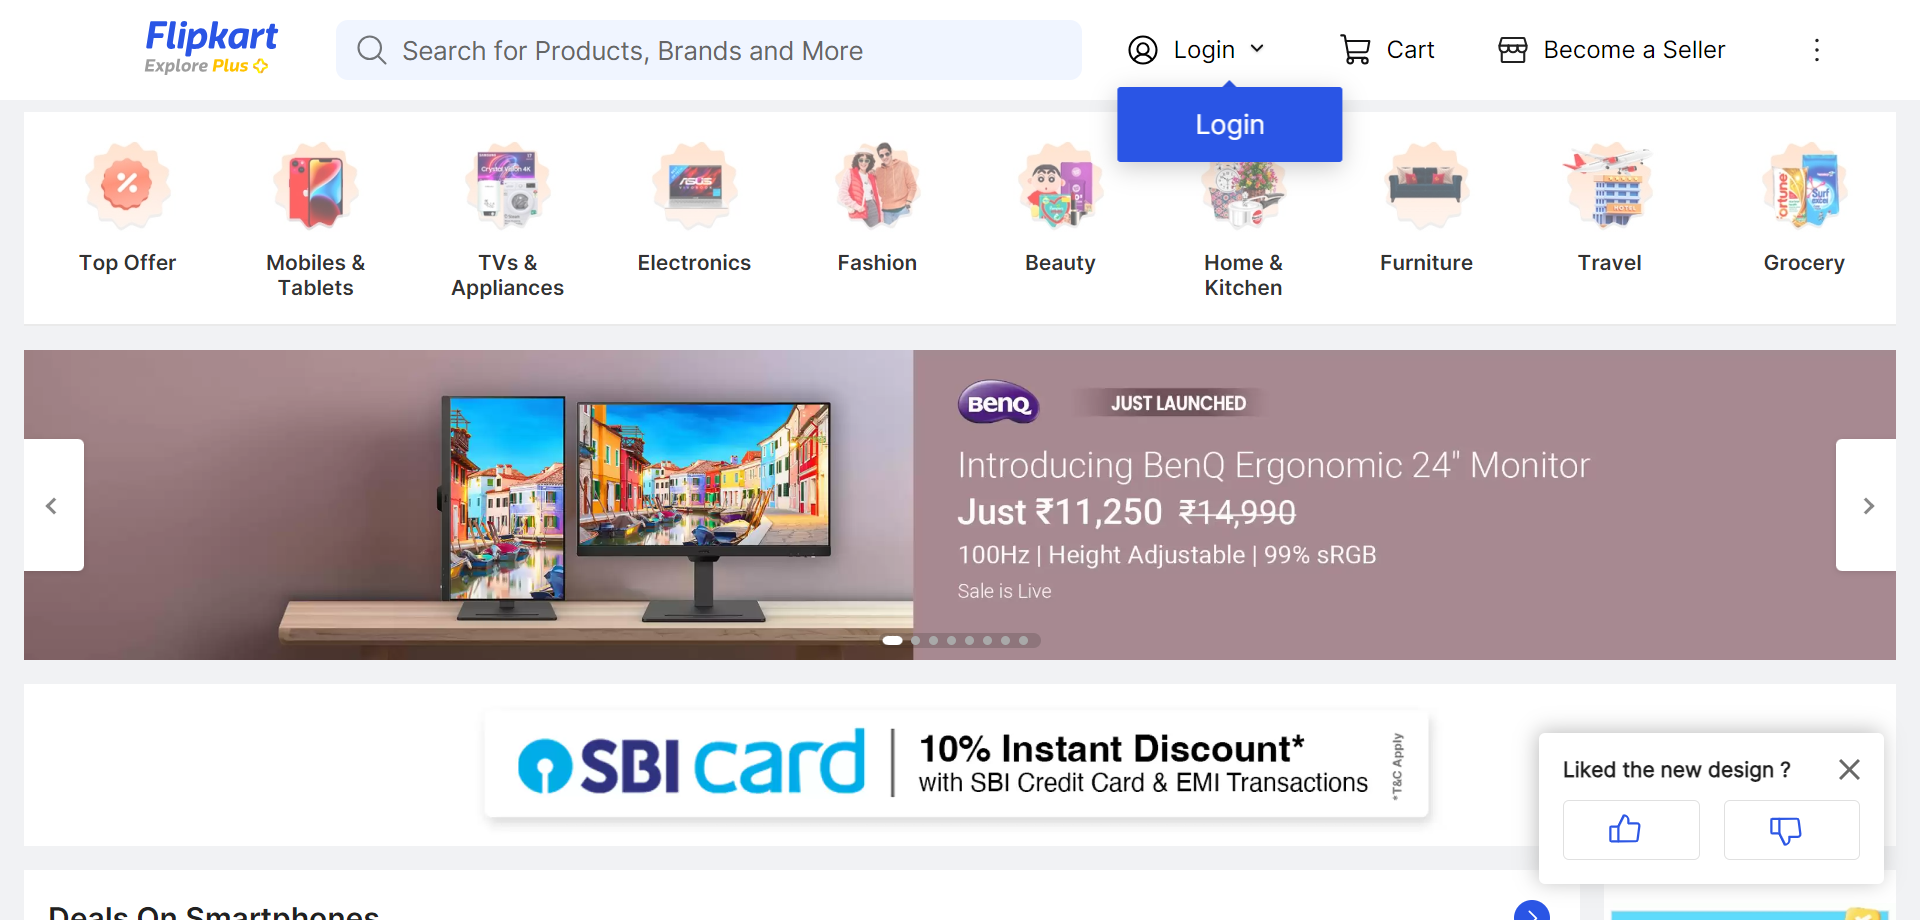 Flipkart
Explore Plus
Search for Products, Brands and More
Login
Cart
Become a Seller
Login
Top Offer
Mobiles &
Tablets
TVs &
Appliances
Electronics
Fashion
Beauty
Home &
Kitchen
Furniture
Travel
Grocery
BenQ
JUST LAUNCHED
Introducing BenQ Ergonomic 24" Monitor
Just ₹11,250 ₹14,990
100Hz | Height Adjustable | 99% sRGB
Sale is Live
SBI card
10% Instant Discount*
with SBI Credit Card & EMI Transactions
*T&C Apply
Liked the new design ?
Deals On Smartphones